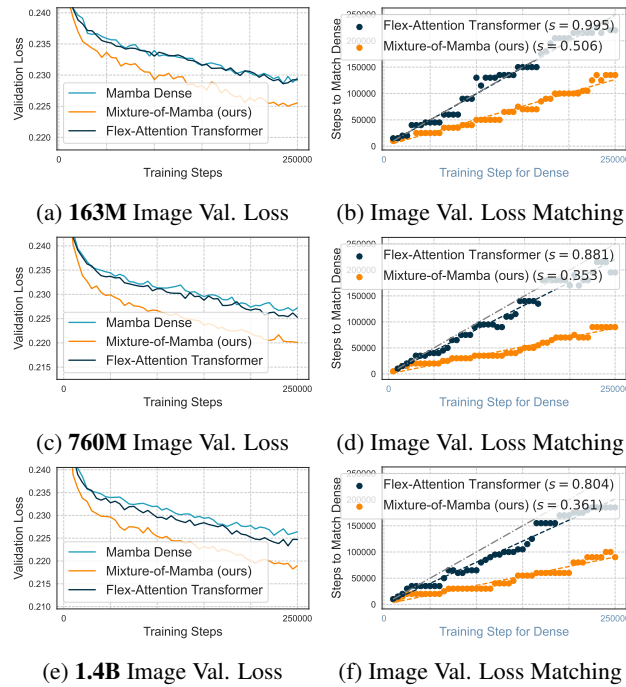 0.240
0.235
0.230
0.225
0.220
Validation Loss
Mamba Dense
Mixture-of-Mamba (ours)
Flex-Attention Transformer
0
250000
Training Steps
(a) 163M Image Val. Loss
250000
200000
150000
100000
50000
0
Steps to Match Dense
Flex-Attention Transformer (s = 0.995)
Mixture-of-Mamba (ours) (s = 0.506)
0
250000
Training Step for Dense
(b) Image Val. Loss Matching
0.240
0.235
0.230
0.225
0.220
0.215
Validation Loss
Mamba Dense
Mixture-of-Mamba (ours)
Flex-Attention Transformer
0
250000
Training Steps
(c) 760M Image Val. Loss
250000
200000
150000
100000
50000
0
Steps to Match Dense
Flex-Attention Transformer (s = 0.881)
Mixture-of-Mamba (ours) (s = 0.353)
0
250000
Training Step for Dense
(d) Image Val. Loss Matching
0.240
0.235
0.230
0.225
0.220
0.215
0.210
Validation Loss
Mamba Dense
Mixture-of-Mamba (ours)
Flex-Attention Transformer
0
250000
Training Steps
(e) 1.4B Image Val. Loss
250000
200000
150000
100000
50000
0
Steps to Match Dense
Flex-Attention Transformer (s = 0.804)
Mixture-of-Mamba (ours) (s = 0.361)
0
250000
Training Step for Dense
(f) Image Val. Loss Matching